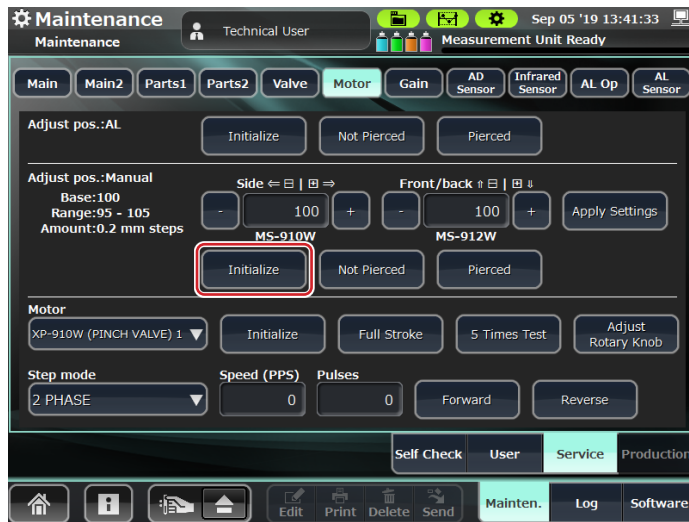 Maintenance
Maintenance
Technical User
Sep 05 '19 13:41:33
Measurement Unit Ready
Main Main2 Parts1 Parts2 Valve Motor Gain AD Sensor Infrared Sensor AL Op AL Sensor
Adjust pos.:AL
Initialize Not Pierced Pierced
Adjust pos.:Manual
Base:100
Range:95 - 105
Amount:0.2 mm steps
Side ⇐ ⊟ | ⊞ ⇒ Front/back ⇑ ⊟ | ⊞ ⇓
- 100 + - 100 + Apply Settings
MS-910W MS-912W
Initialize Not Pierced Pierced
Motor
XP-910W (PINCH VALVE) 1 ▼ Initialize Full Stroke 5 Times Test Adjust Rotary Knob
Step mode Speed (PPS) Pulses
2 PHASE ▼ 0 0 Forward Reverse
Self Check User Service Production
Edit Print Delete Send Mainten. Log Software